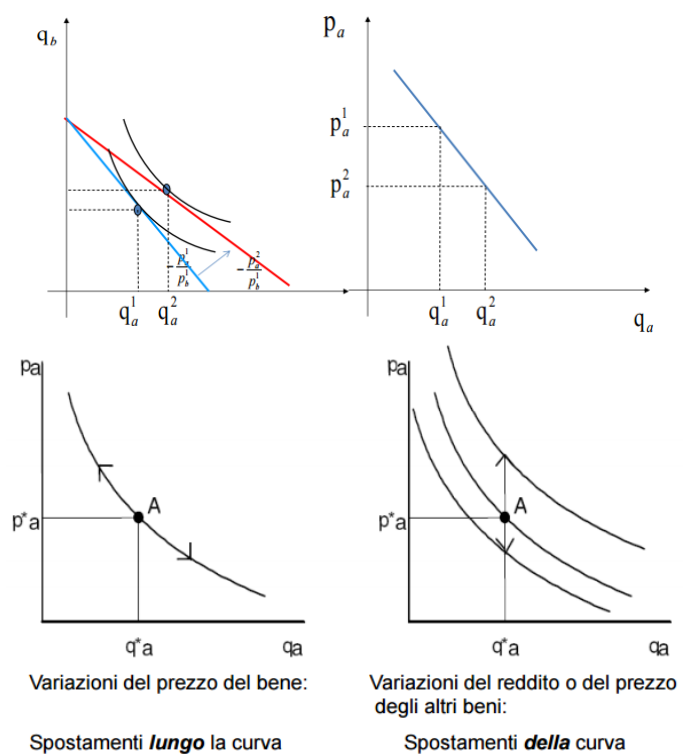 q_b
p_a
p_a^1
p_a^2
-p_a^1/p_b^1
-p_a^2/p_b^1
q_a^1 q_a^2
q_a^1 q_a^2
q_a
pa
pa
A
A
p*a
p*a
q*a
qa
q*a
qa
Variazioni del prezzo del bene:
Variazioni del reddito o del prezzo
degli altri beni:
Spostamenti lungo la curva
Spostamenti della curva